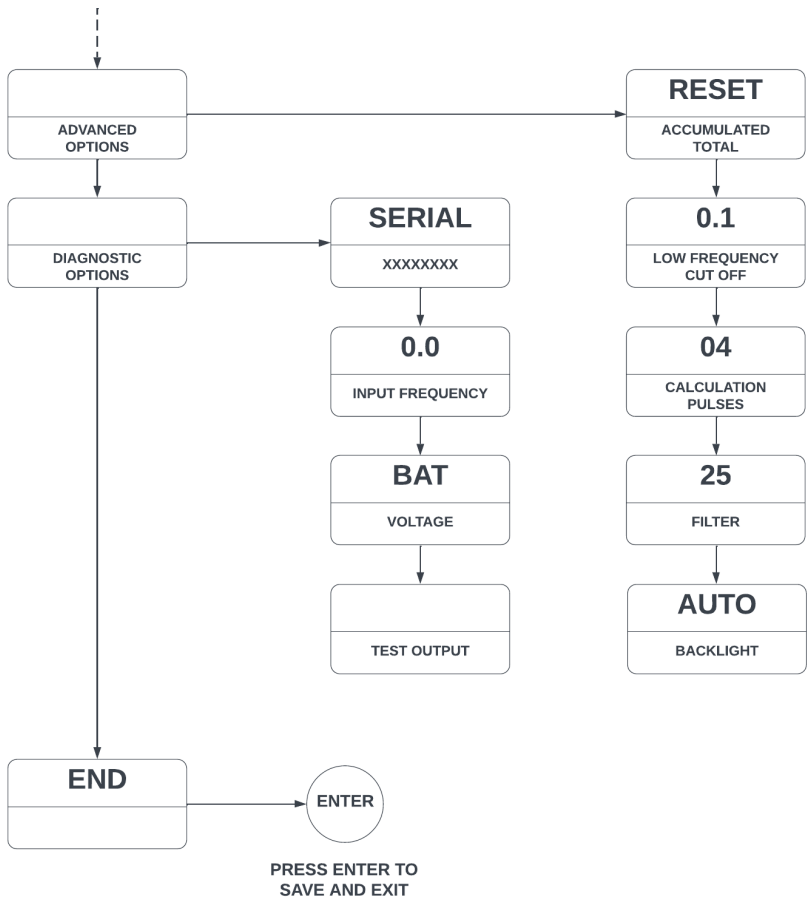 ADVANCED
OPTIONS
RESET
ACCUMULATED
TOTAL
DIAGNOSTIC
OPTIONS
SERIAL
XXXXXXXX
0.1
LOW FREQUENCY
CUT OFF
0.0
INPUT FREQUENCY
04
CALCULATION
PULSES
BAT
VOLTAGE
25
FILTER
TEST OUTPUT
AUTO
BACKLIGHT
END
ENTER
PRESS ENTER TO
SAVE AND EXIT